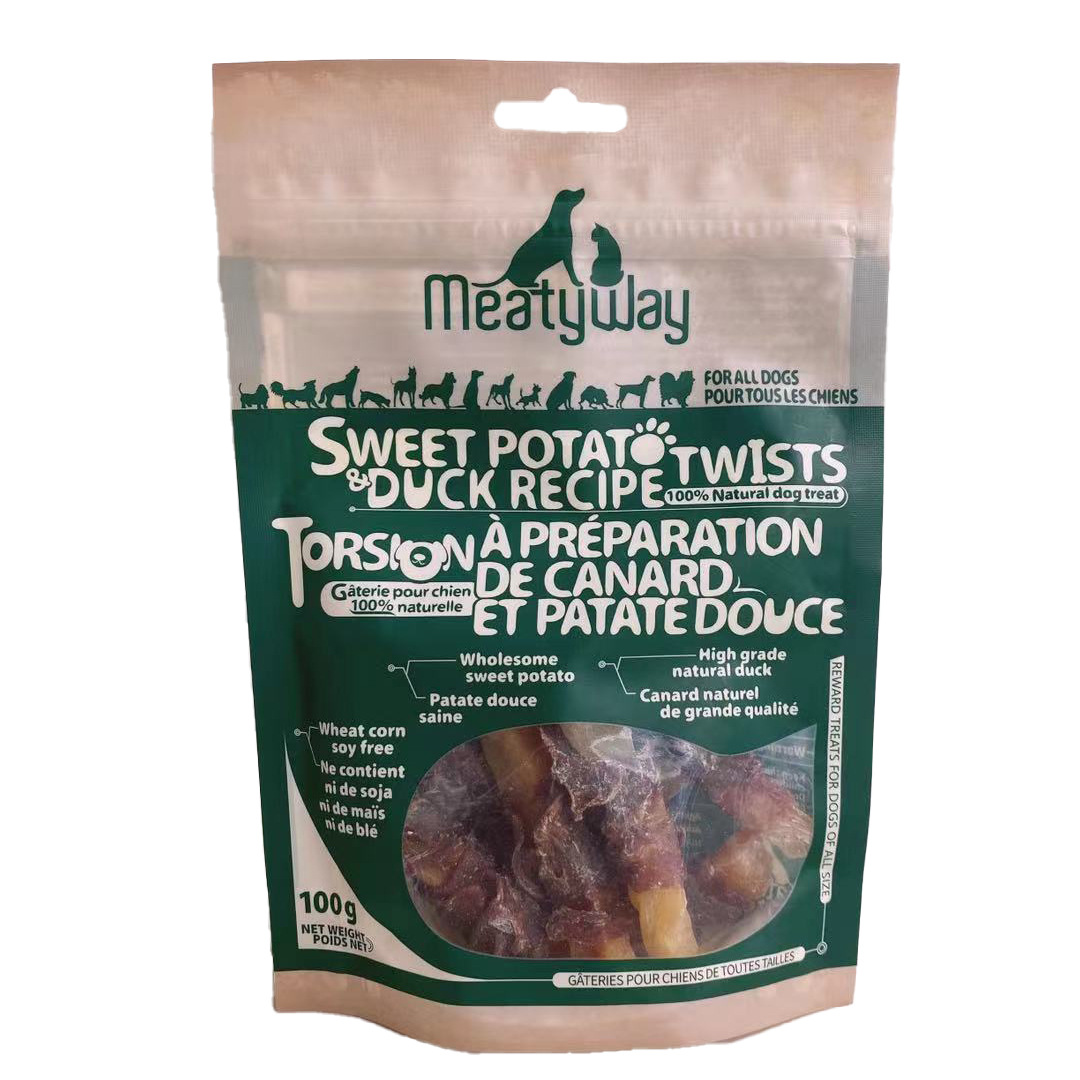 MeatyWay
FOR ALL DOGS
POUR TOUS LES CHIENS
SWEET POTATO TWISTS
& DUCK RECIPE
100% Natural dog treat
TORSION À PRÉPARATION
DE CANARD
ET PATATE DOUCE
Gâterie pour chien
100% naturelle
Wholesome
sweet potato
Patate douce
saine
High grade
natural duck
Canard naturel
de grande qualité
Wheat corn
soy free
Ne contient
ni de soja
ni de maïs
ni de blé
REWARD TREATS FOR DOGS OF ALL SIZE
100g
NET WEIGHT
POIDS NET
GÂTERIES POUR CHIENS DE TOUTES TAILLES